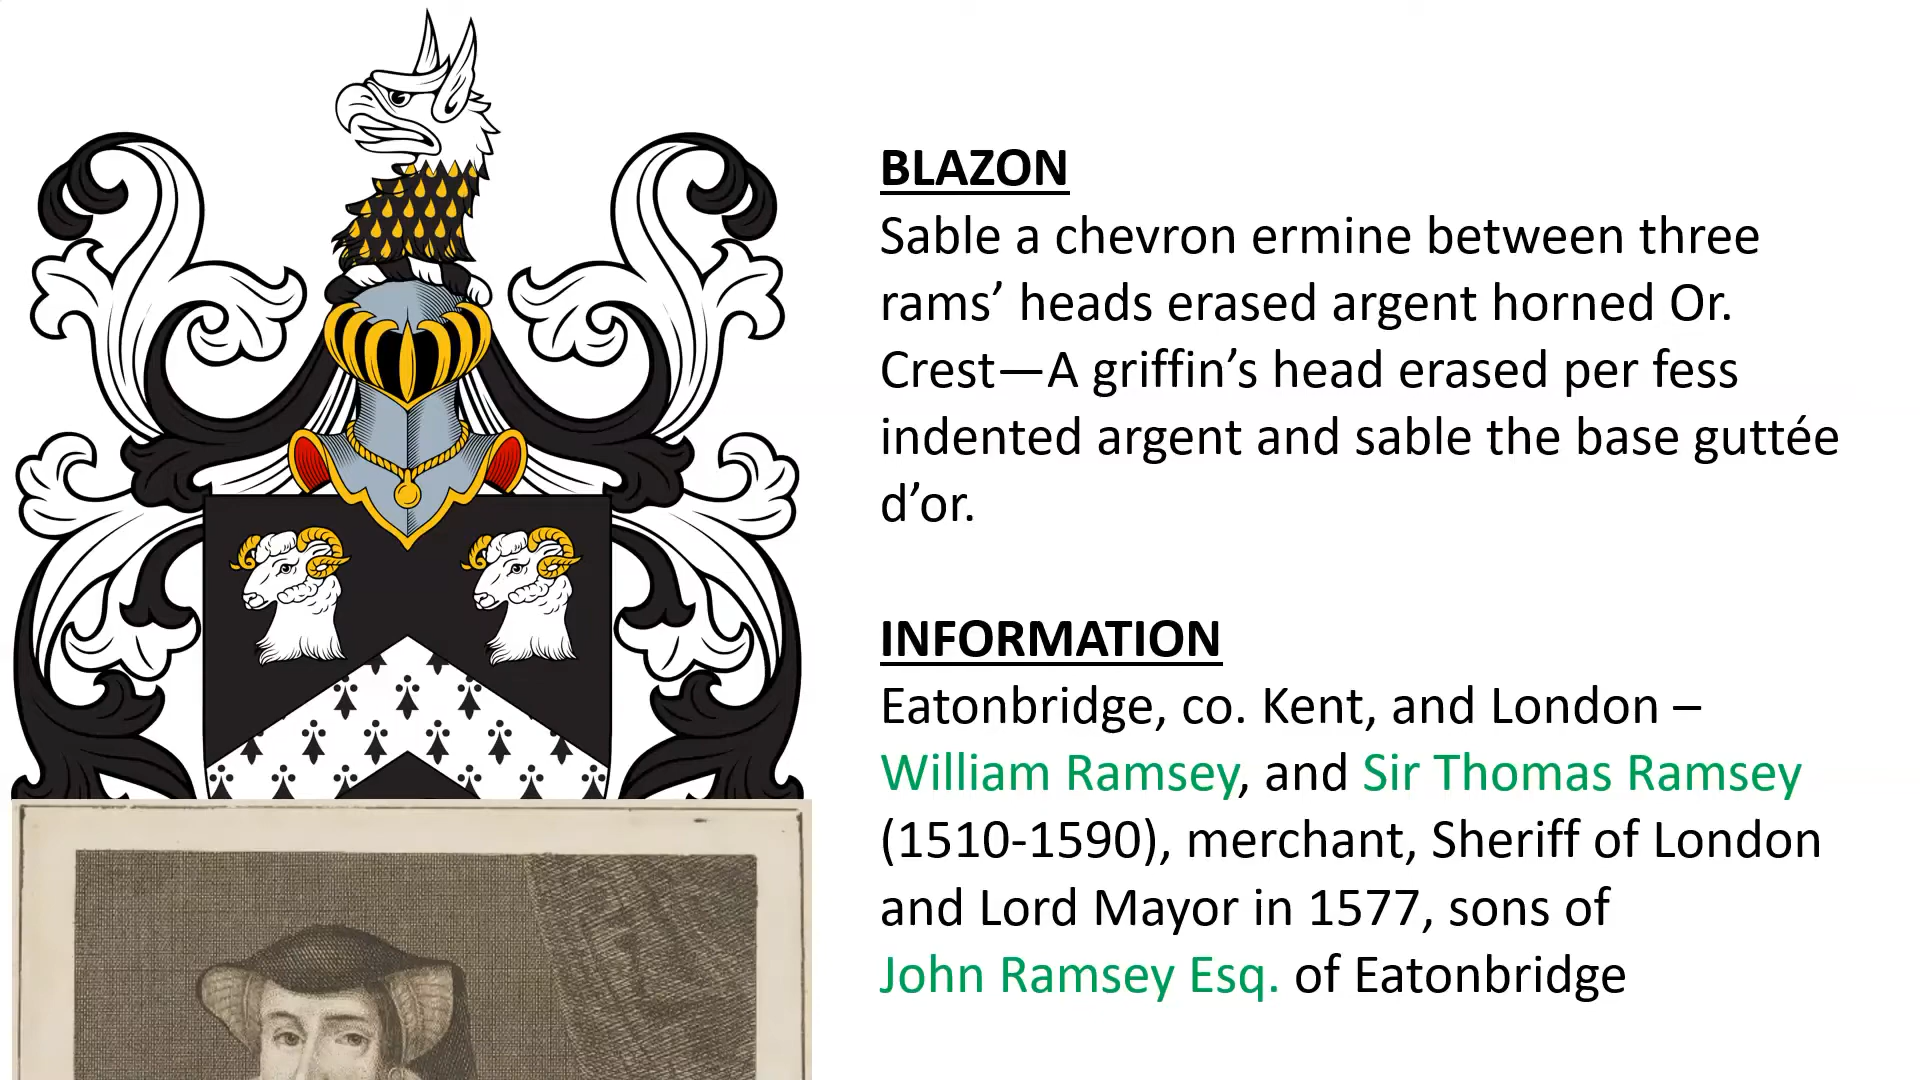 BLAZON
Sable a chevron ermine between three
rams’ heads erased argent horned Or.
Crest—A griffin’s head erased per fess
indented argent and sable the base guttée
d’or.
INFORMATION
Eatonbridge, co. Kent, and London –
William Ramsey, and Sir Thomas Ramsey
(1510-1590), merchant, Sheriff of London
and Lord Mayor in 1577, sons of
John Ramsey Esq. of Eatonbridge